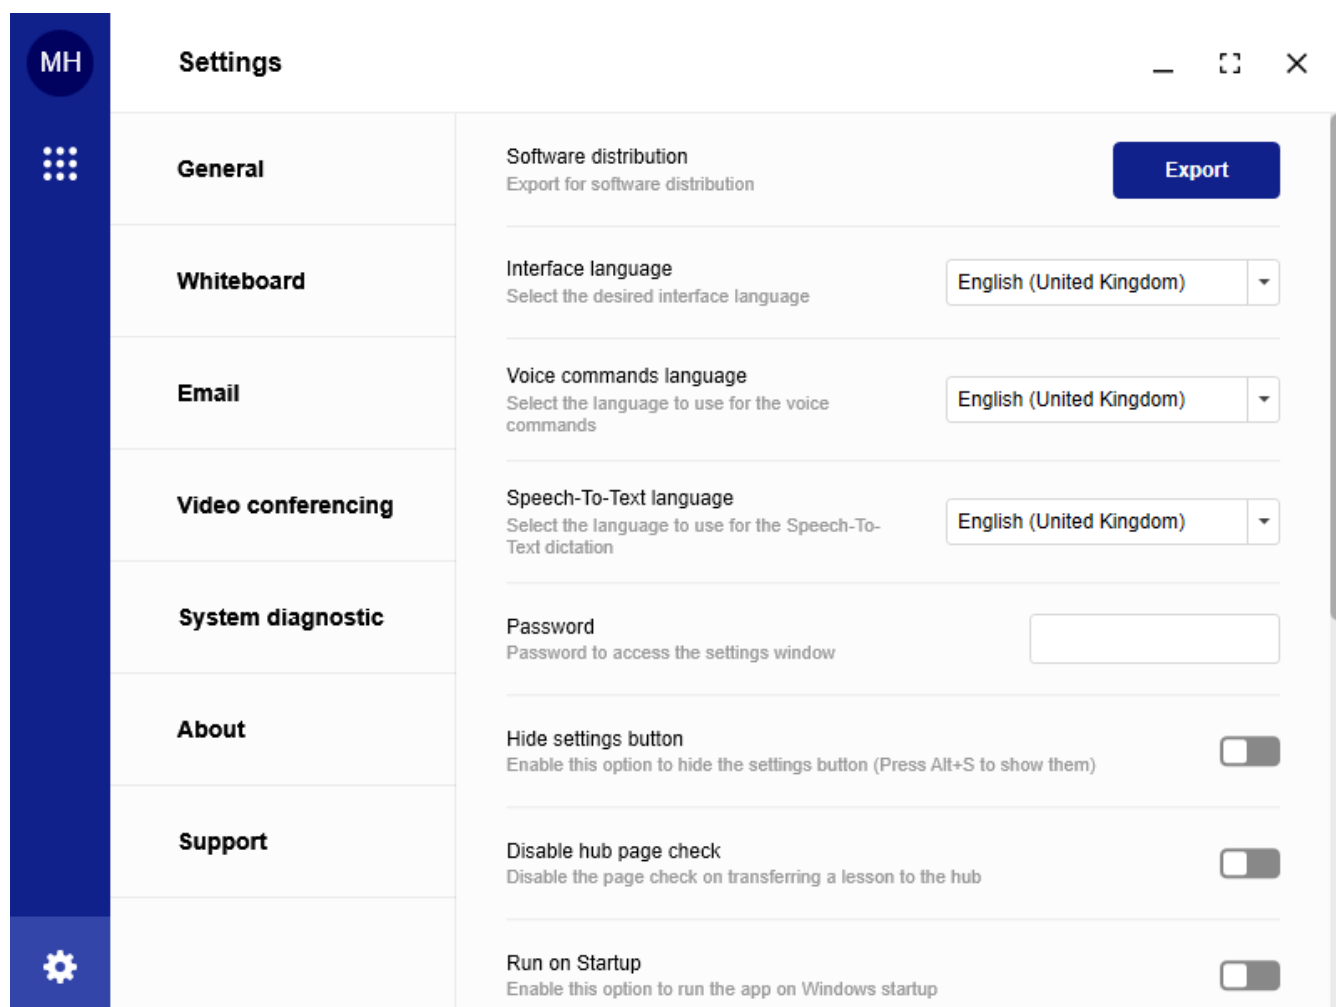 MH
Settings
General
Whiteboard
Email
Video conferencing
System diagnostic
About
Support
Software distribution
Export for software distribution
Export
Interface language
Select the desired interface language
English (United Kingdom)
Voice commands language
Select the language to use for the voice
commands
English (United Kingdom)
Speech-To-Text language
Select the language to use for the Speech-To-
Text dictation
English (United Kingdom)
Password
Password to access the settings window
Hide settings button
Enable this option to hide the settings button (Press Alt+S to show them)
Disable hub page check
Disable the page check on transferring a lesson to the hub
Run on Startup
Enable this option to run the app on Windows startup